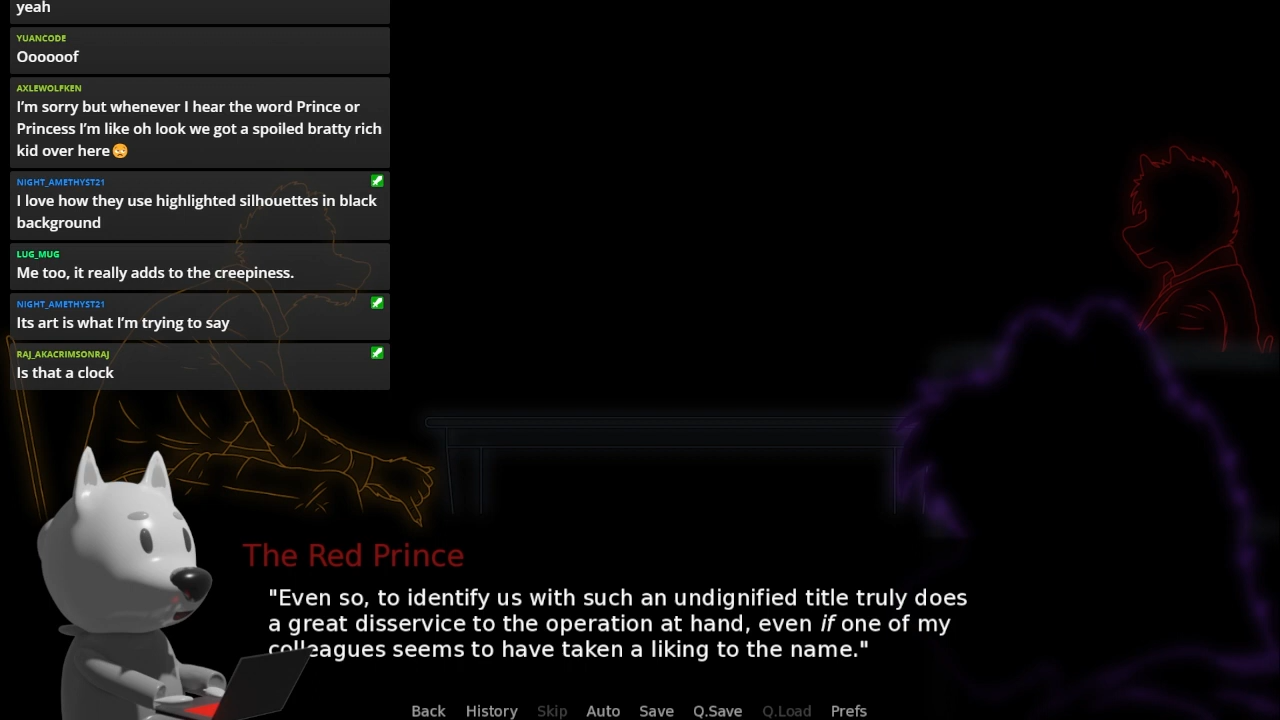 yeah
YUANCODE
Oooooof
AXLEWOLFKEN
I'm sorry but whenever I hear the word Prince or
Princess I'm like oh look we got a spoiled bratty rich
kid over here
NIGHT_AMETHYST21
I love how they use highlighted silhouettes in black
background
LUG_MUG
Me too, it really adds to the creepiness.
NIGHT_AMETHYST21
Its art is what I'm trying to say
RAJ_AKACRIMSONRAJ
Is that a clock
The Red Prince
"Even so, to identify us with such an undignified title truly does
a great disservice to the operation at hand, even if one of my
colleagues seems to have taken a liking to the name."
Back History Skip Auto Save Q.Save Q.Load Prefs